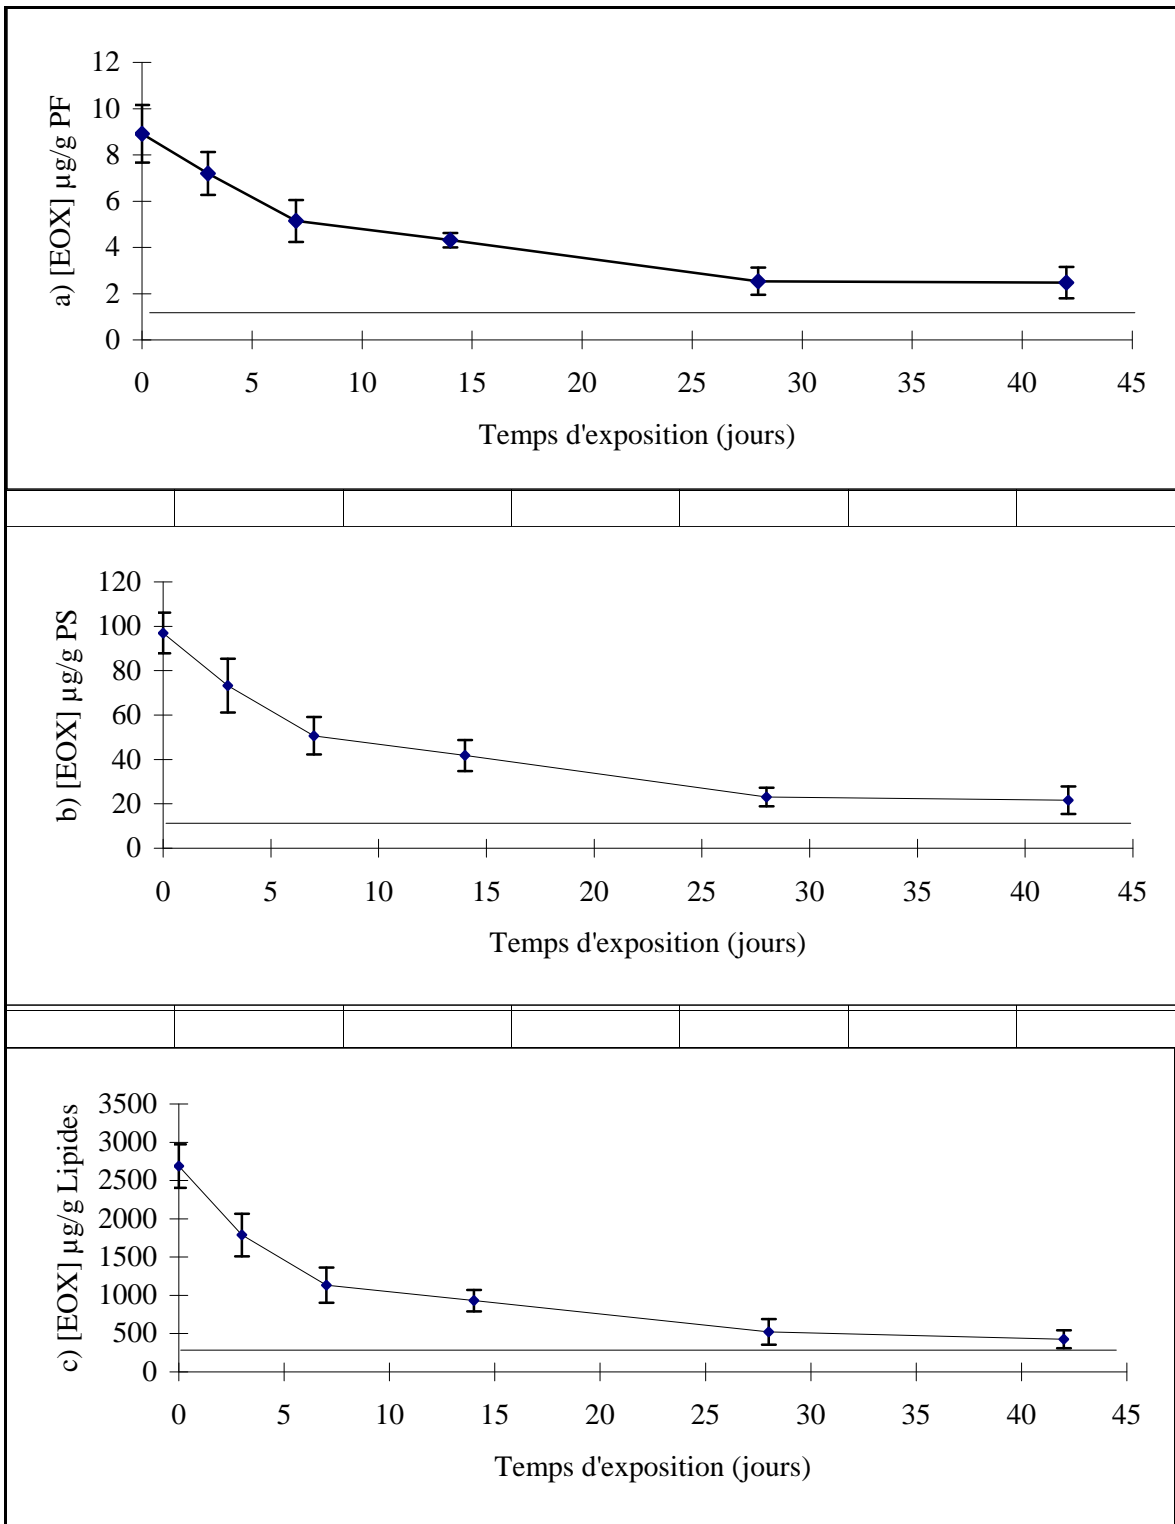 a) [EOX] µg/g PF
12
10
8
6
4
2
0
0 5 10 15 20 25 30 35 40 45
Temps d'exposition (jours)
b) [EOX] µg/g PS
120
100
80
60
40
20
0
0 5 10 15 20 25 30 35 40 45
Temps d'exposition (jours)
c) [EOX] µg/g Lipides
3500
3000
2500
2000
1500
1000
500
0
0 5 10 15 20 25 30 35 40 45
Temps d'exposition (jours)